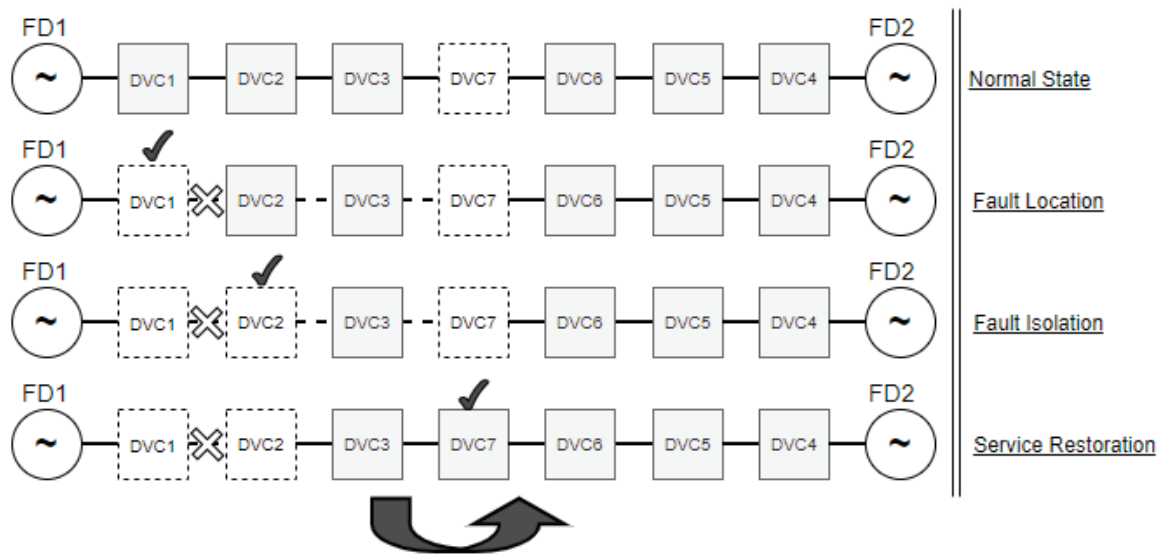 FD1 FD2
~ DVC1 DVC2 DVC3 DVC7 DVC6 DVC5 DVC4 ~ Normal State
FD1 FD2
~ DVC1 DVC2 DVC3 DVC7 DVC6 DVC5 DVC4 ~ Fault Location
FD1 FD2
~ DVC1 DVC2 DVC3 DVC7 DVC6 DVC5 DVC4 ~ Fault Isolation
FD1 FD2
~ DVC1 DVC2 DVC3 DVC7 DVC6 DVC5 DVC4 ~ Service Restoration